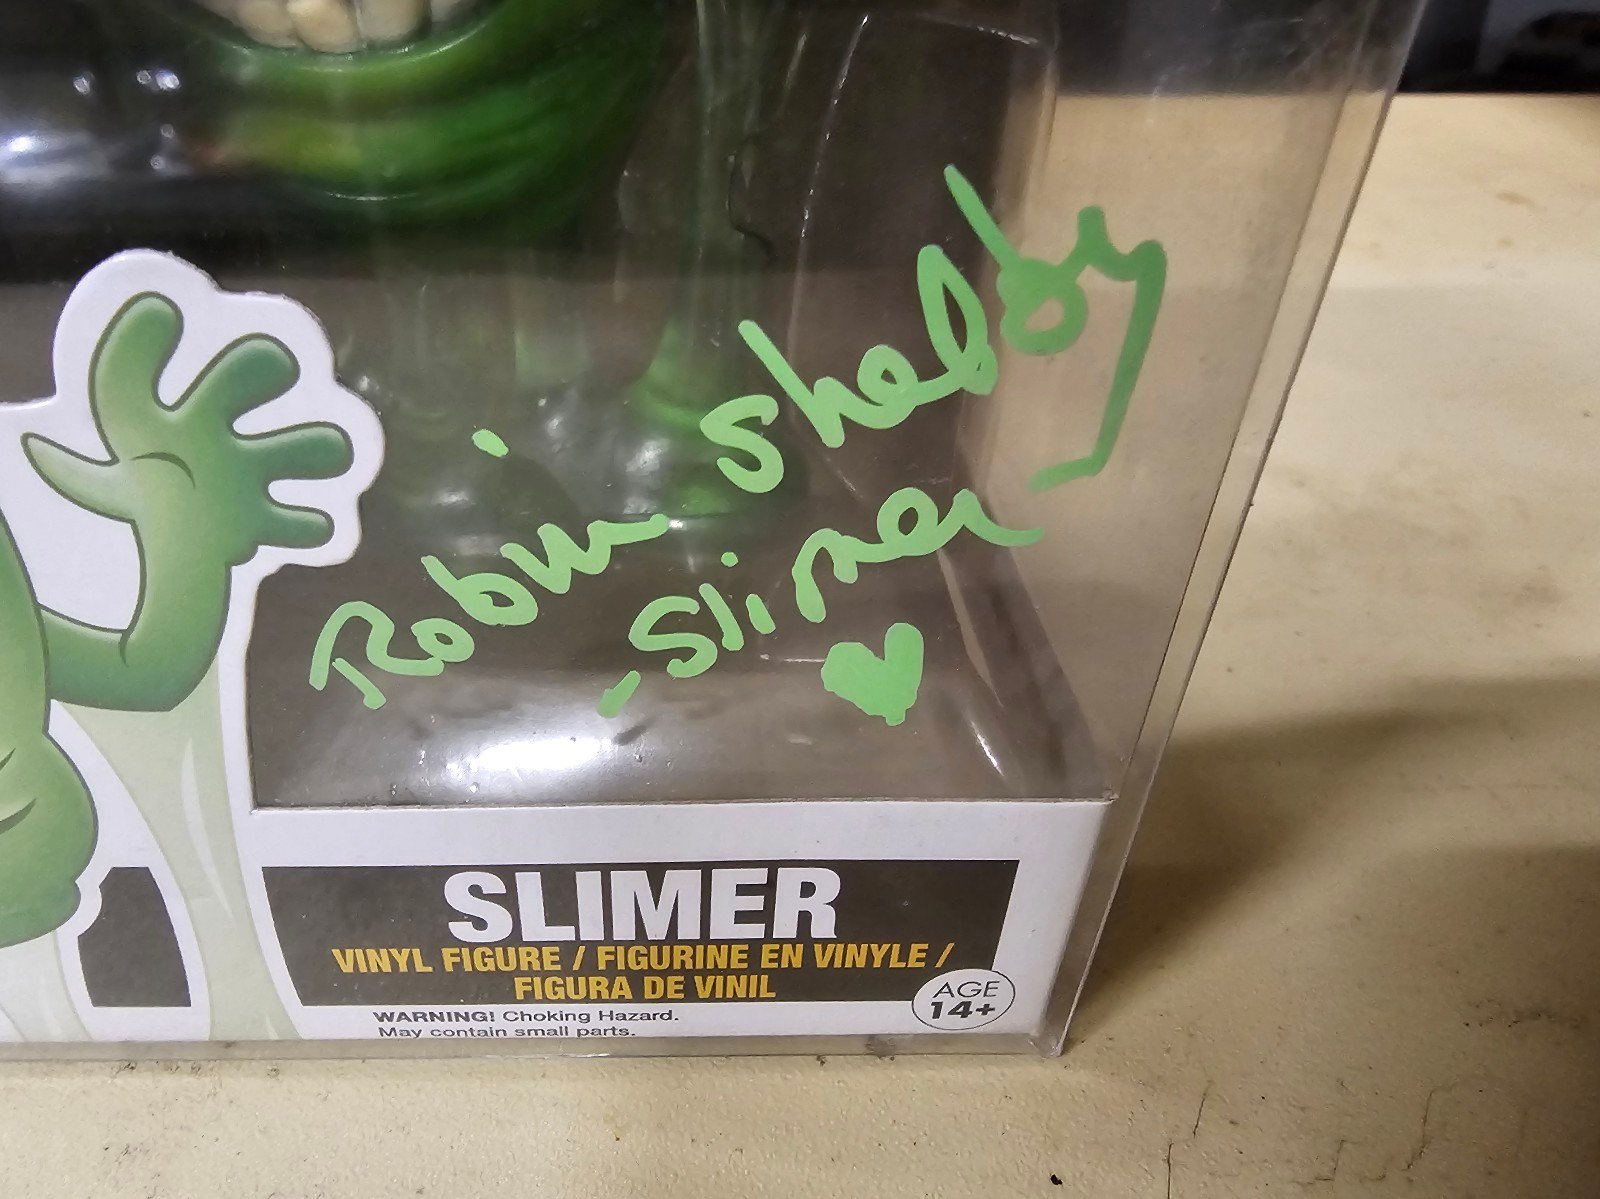 Robin Shelby
-Slimer
SLIMER
VINYL FIGURE / FIGURINE EN VINYLE /
FIGURA DE VINIL
AGE
14+
WARNING! Choking Hazard.
May contain small parts.